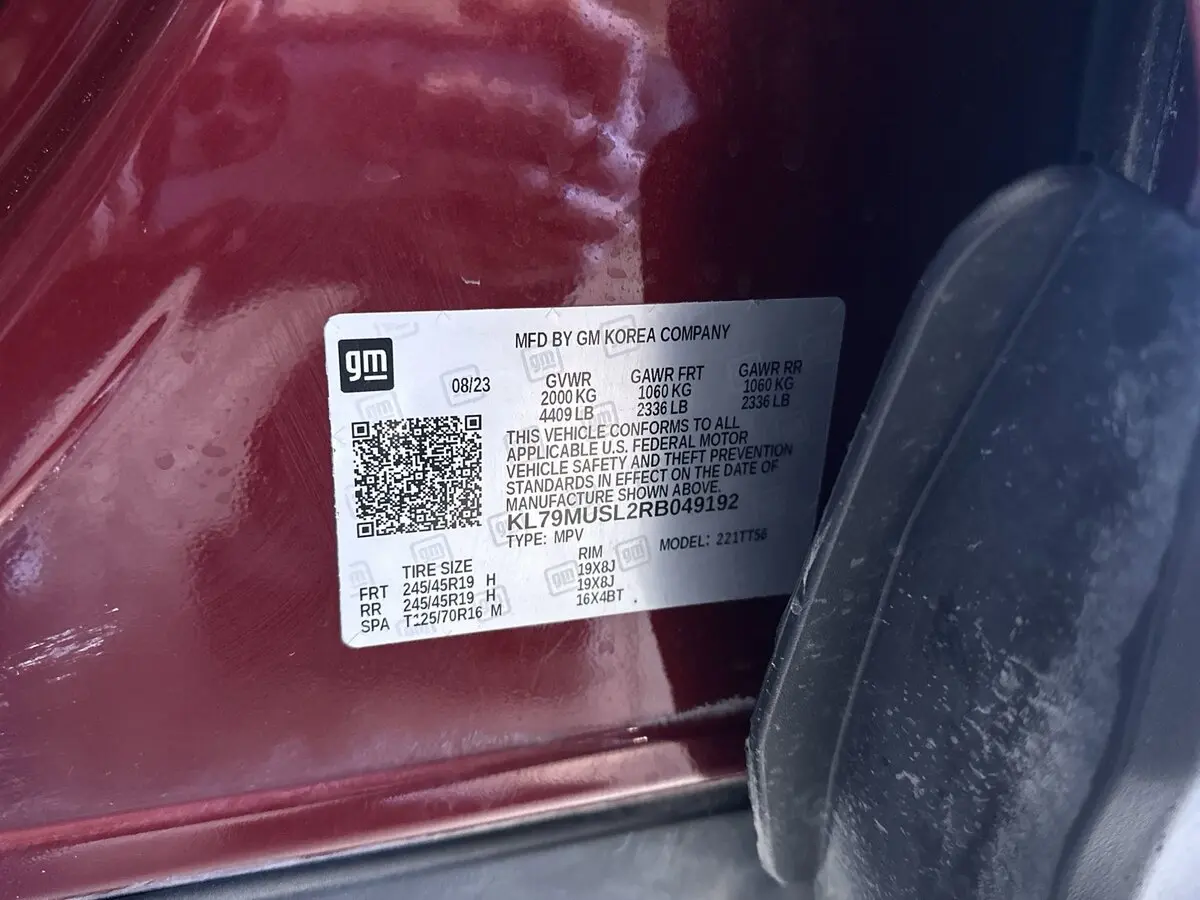 gm
MFD BY GM KOREA COMPANY
08/23
GVWR GAWR FRT GAWR RR
2000 KG 1060 KG 1060 KG
4409 LB 2336 LB 2336 LB
THIS VEHICLE CONFORMS TO ALL
APPLICABLE U.S. FEDERAL MOTOR
VEHICLE SAFETY AND THEFT PREVENTION
STANDARDS IN EFFECT ON THE DATE OF
MANUFACTURE SHOWN ABOVE.
KL79MUSL2RB049192
TYPE: MPV MODEL: 221TT56
TIRE SIZE RIM
FRT 245/45R19 H 19X8J
RR 245/45R19 H 19X8J
SPA T125/70R16 M 16X4BT